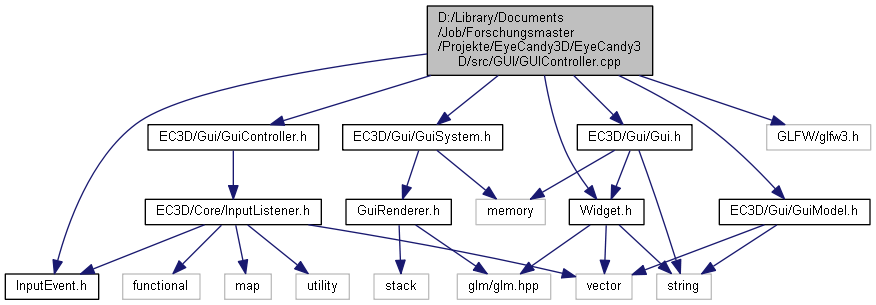 D:/Library/Documents
/Job/Forschungsmaster
/Projekte/EyeCandy3D/EyeCandy3
D/src/GUI/GUIController.cpp
EC3D/Gui/GuiController.h
EC3D/Gui/GuiSystem.h
EC3D/Gui/Gui.h
GLFW/glfw3.h
EC3D/Core/InputListener.h
GuiRenderer.h
memory
Widget.h
EC3D/Gui/GuiModel.h
InputEvent.h
functional
map
utility
stack
glm/glm.hpp
vector
string